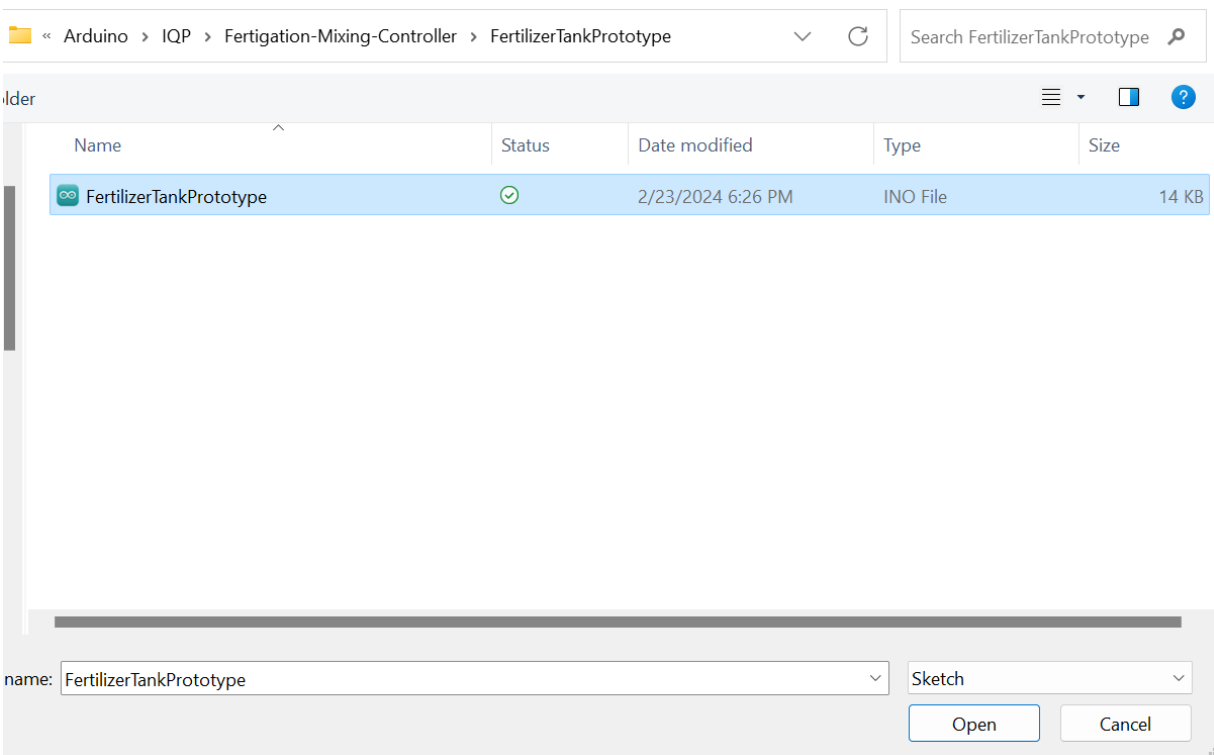 « Arduino > IQP > Fertigation-Mixing-Controller > FertilizerTankPrototype
Search FertilizerTankPrototype
older
Name Status Date modified Type Size
FertilizerTankPrototype 2/23/2024 6:26 PM INO File 14 KB
name: FertilizerTankPrototype Sketch
Open Cancel